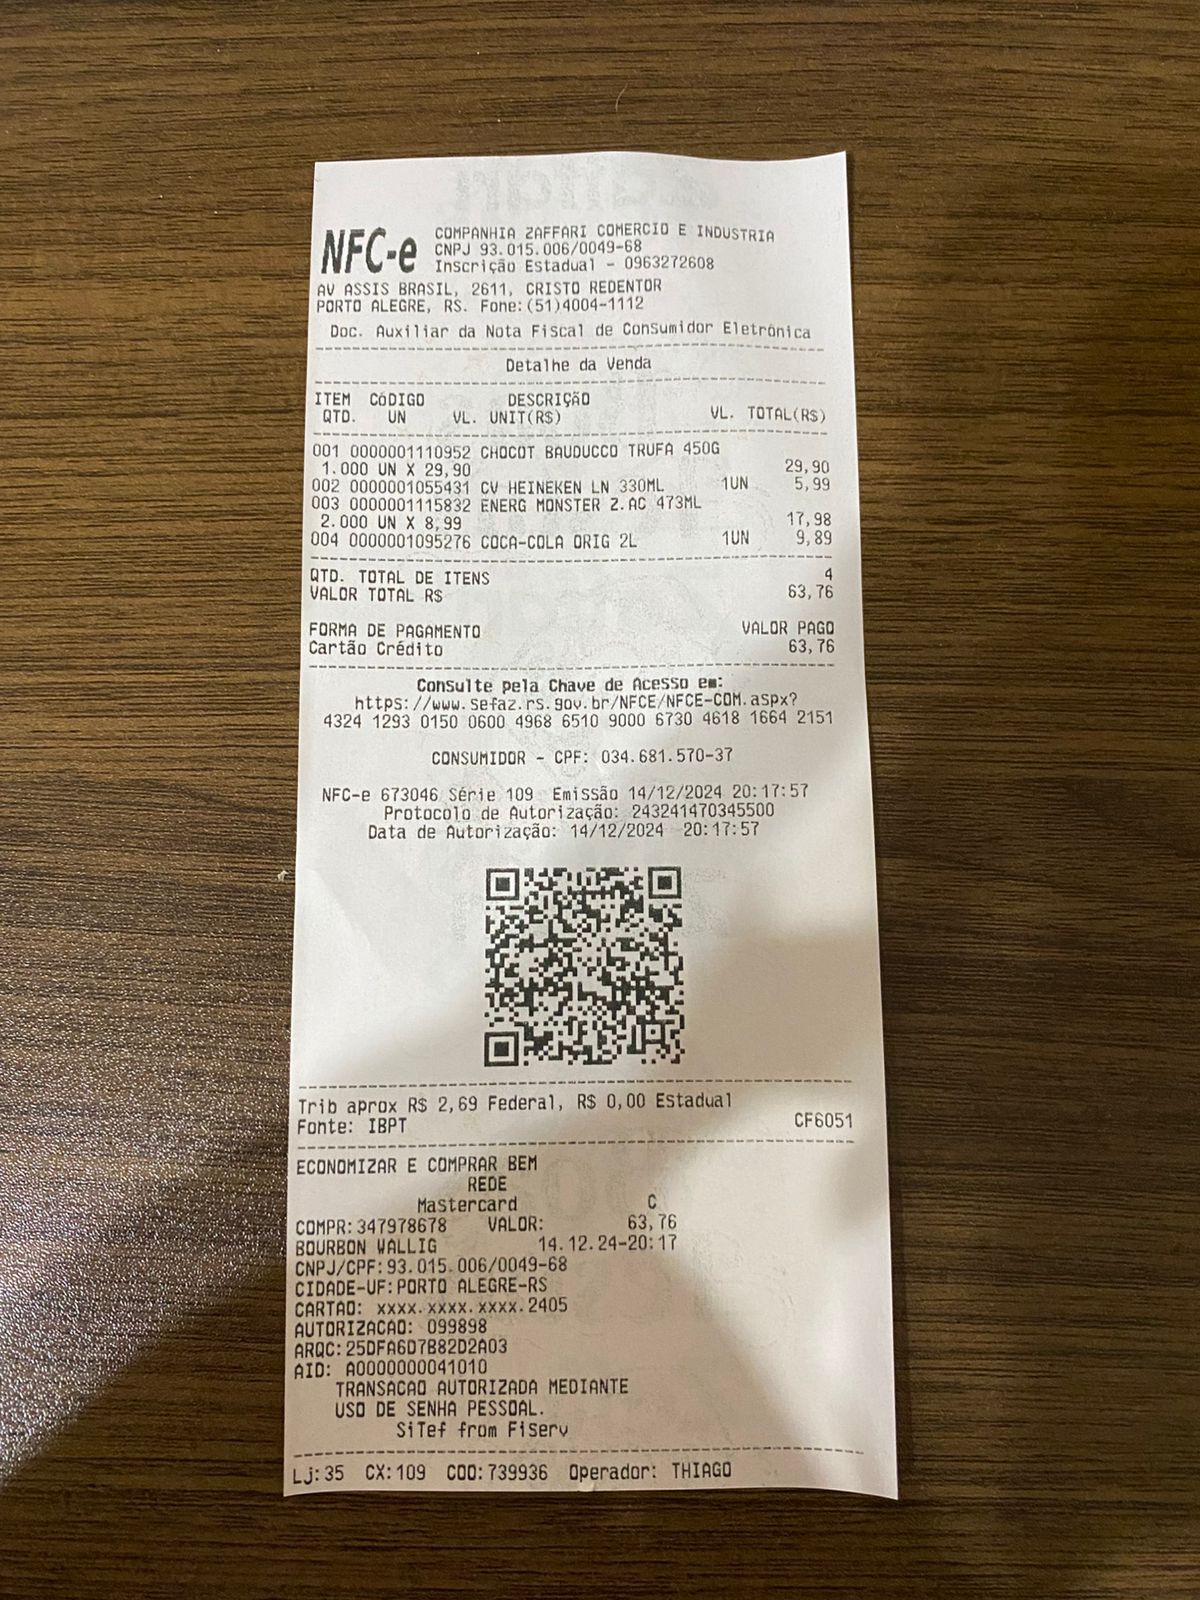 NFC-e
COMPANHIA ZAFFARI COMERCIO E INDUSTRIA
CNPJ 93.015.006/0049-68
Inscrição Estadual - 0963272608
AV ASSIS BRASIL, 2611, CRISTO REDENTOR
PORTO ALEGRE, RS. Fone:(51)4004-1112
Doc. Auxiliar da Nota Fiscal de Consumidor Eletrônica
Detalhe da Venda
ITEM CóDIGO DESCRIÇÃO
QTD. UN VL. UNIT(R$) VL. TOTAL(R$)
001 0000001110952 CHOCOT BAUDUCCO TRUFA 450G
1.000 UN X 29,90 29,90
002 0000001055431 CV HEINEKEN LN 330ML 1UN 5,99
003 0000001115832 ENERG MONSTER Z.AC 473ML
2.000 UN X 8,99 17,98
004 0000001095276 COCA-COLA ORIG 2L 1UN 9,89
QTD. TOTAL DE ITENS 4
VALOR TOTAL R$ 63,76
FORMA DE PAGAMENTO VALOR PAGO
Cartão Crédito 63,76
Consulte pela Chave de Acesso em:
https://www.sefaz.rs.gov.br/NFCE/NFCE-COM.aspx?
4324 1293 0150 0600 4968 6510 9000 6730 4618 1664 2151
CONSUMIDOR - CPF: 034.681.570-37
NFC-e 673046 Série 109 Emissão 14/12/2024 20:17:57
Protocolo de Autorização: 243241470345500
Data de Autorização: 14/12/2024 20:17:57
Trib aprox R$ 2,69 Federal, R$ 0,00 Estadual
Fonte: IBPT CF6051
ECONOMIZAR E COMPRAR BEM
REDE
Mastercard C
COMPR:347978678 VALOR: 63,76
BOURBON WALLIG 14.12.24-20:17
CNPJ/CPF:93.015.006/0049-68
CIDADE-UF:PORTO ALEGRE-RS
CARTAO: xxxx.xxxx.xxxx.2405
AUTORIZACAO: 099898
ARQC:25DFA6D7B82D2A03
AID: A0000000041010
TRANSACAO AUTORIZADA MEDIANTE
USO DE SENHA PESSOAL.
SiTef from Fiserv
Lj:35 CX:109 COO:739936 Operador: THIAGO